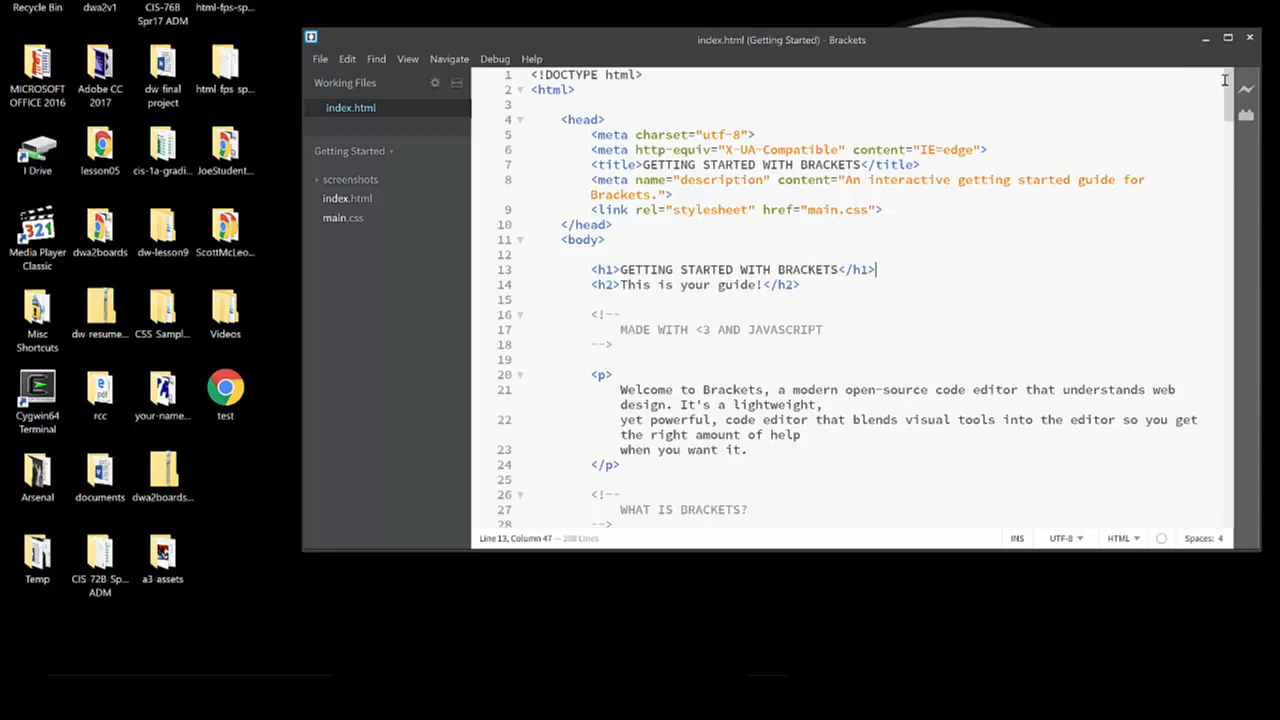 Recycle Bin
dwa2v1
CIS-76B
Spr17 ADM
html-fps-sp...
MICROSOFT
OFFICE 2016
Adobe CC
2017
dw final
project
html fps sp...
I Drive
lesson05
cis-1a-gradi...
JoeStudent...
Media Player
Classic
dwa2boards
dw-lesson9
ScottMcLeo...
Misc
Shortcuts
dw resume...
CSS Sampl...
Videos
Cygwin64
Terminal
rcc
your-name...
test
Arsenal
documents
dwa2boards...
Temp
CIS 72B Sp...
ADM
a3 assets
index.html (Getting Started) - Brackets
File Edit Find View Navigate Debug Help
Working Files
index.html
Getting Started
screenshots
index.html
main.css
1 <!DOCTYPE html>
2 <html>
3
4 <head>
5 <meta charset="utf-8">
6 <meta http-equiv="X-UA-Compatible" content="IE=edge">
7 <title>GETTING STARTED WITH BRACKETS</title>
8 <meta name="description" content="An interactive getting started guide for
Brackets.">
9 <link rel="stylesheet" href="main.css">
10 </head>
11 <body>
12
13 <h1>GETTING STARTED WITH BRACKETS</h1>
14 <h2>This is your guide!</h2>
15
16 <!--
17 MADE WITH <3 AND JAVASCRIPT
18 -->
19
20 <p>
21 Welcome to Brackets, a modern open-source code editor that understands web
design. It's a lightweight,
22 yet powerful, code editor that blends visual tools into the editor so you get
the right amount of help
23 when you want it.
24 </p>
25
26 <!--
27 WHAT IS BRACKETS?
28 -->
Line 13, Column 47 — 208 Lines
INS UTF-8 HTML Spaces: 4